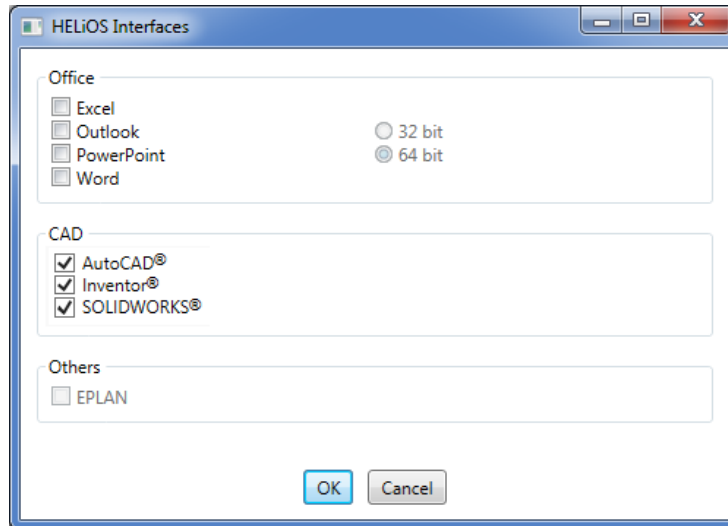 HELiOS Interfaces
Office
Excel
Outlook
32 bit
PowerPoint
64 bit
Word
CAD
AutoCAD®
Inventor®
SOLIDWORKS®
Others
EPLAN
OK
Cancel